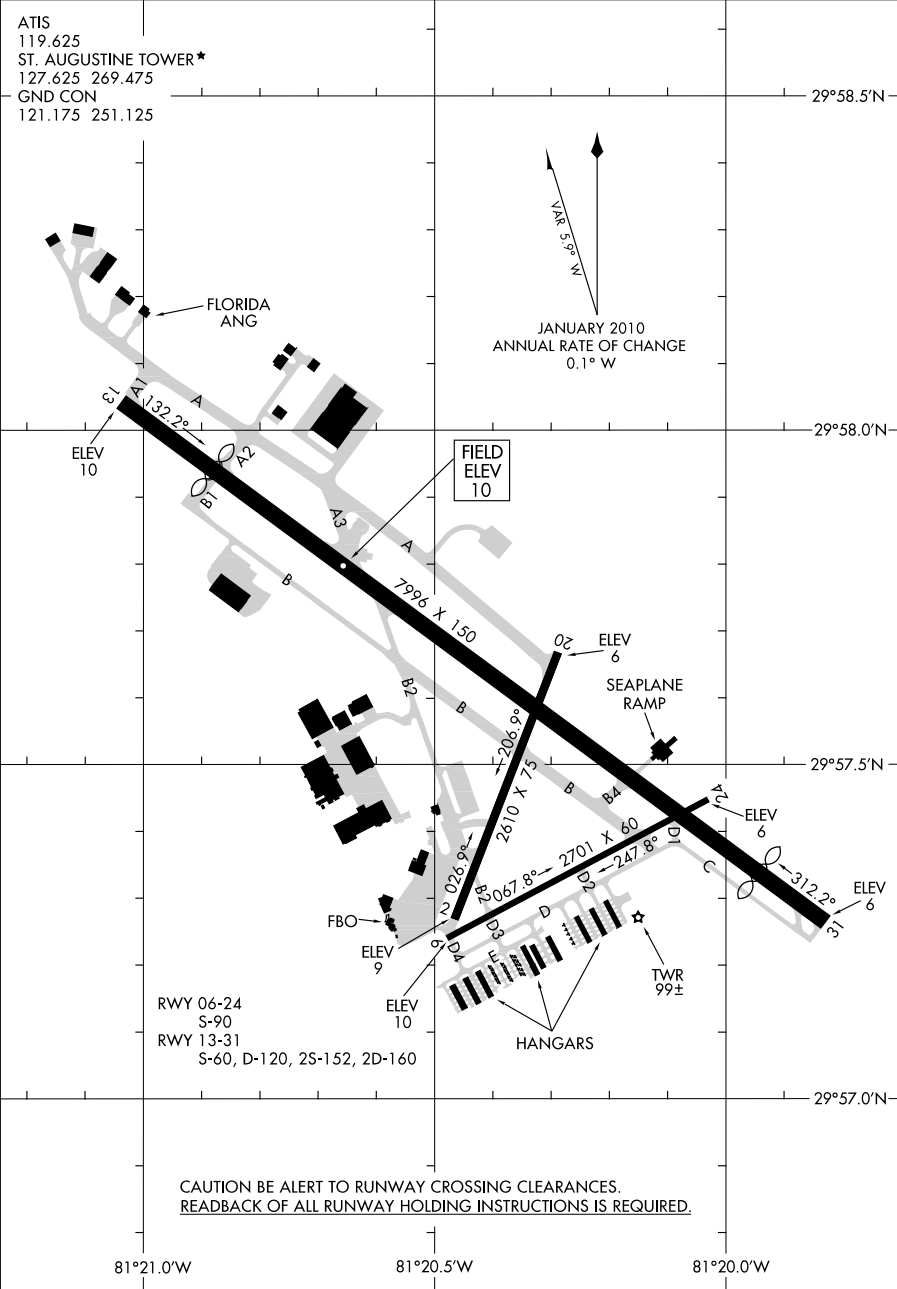 ATIS
119.625
ST. AUGUSTINE TOWER★
127.625 269.475
GND CON
121.175 251.125
29°58.5'N
VAR 5.9° W
JANUARY 2010
ANNUAL RATE OF CHANGE
0.1° W
FLORIDA
ANG
13
A1
132.2°
A
ELEV
10
29°58.0'N
A2
B1
FIELD
ELEV
10
A3
A
B
7996 X 150
20
ELEV
6
SEAPLANE
RAMP
B2
B
206.9°
29°57.5'N
2610 X 75
B
B4
24
ELEV
6
D1
2701 X 60
247.8°
067.8°
026.9°
C
312.2°
ELEV
6
31
B2
D2
D
D3
2
FBO
ELEV
9
6
D4
E
ELEV
10
TWR
99±
HANGARS
RWY 06-24
S-90
RWY 13-31
S-60, D-120, 2S-152, 2D-160
29°57.0'N
CAUTION BE ALERT TO RUNWAY CROSSING CLEARANCES.
READBACK OF ALL RUNWAY HOLDING INSTRUCTIONS IS REQUIRED.
81°21.0'W
81°20.5'W
81°20.0'W